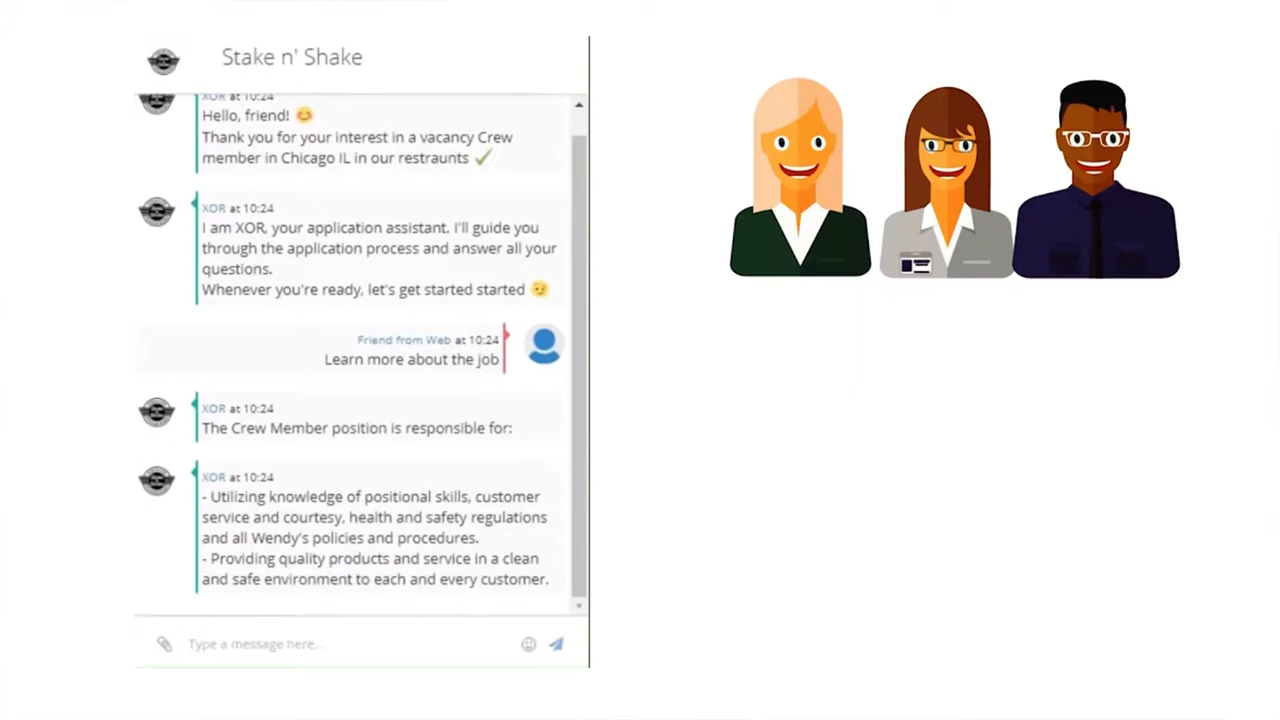 Stake n' Shake
XOR at 10:24
Hello, friend! 😊
Thank you for your interest in a vacancy Crew
member in Chicago IL in our restraunts ✓
XOR at 10:24
I am XOR, your application assistant. I'll guide you
through the application process and answer all your
questions.
Whenever you're ready, let's get started started 😉
Friend from Web at 10:24
Learn more about the job
XOR at 10:24
The Crew Member position is responsible for:
XOR at 10:24
- Utilizing knowledge of positional skills, customer
service and courtesy, health and safety regulations
and all Wendy's policies and procedures.
- Providing quality products and service in a clean
and safe environment to each and every customer.
Type a message here...